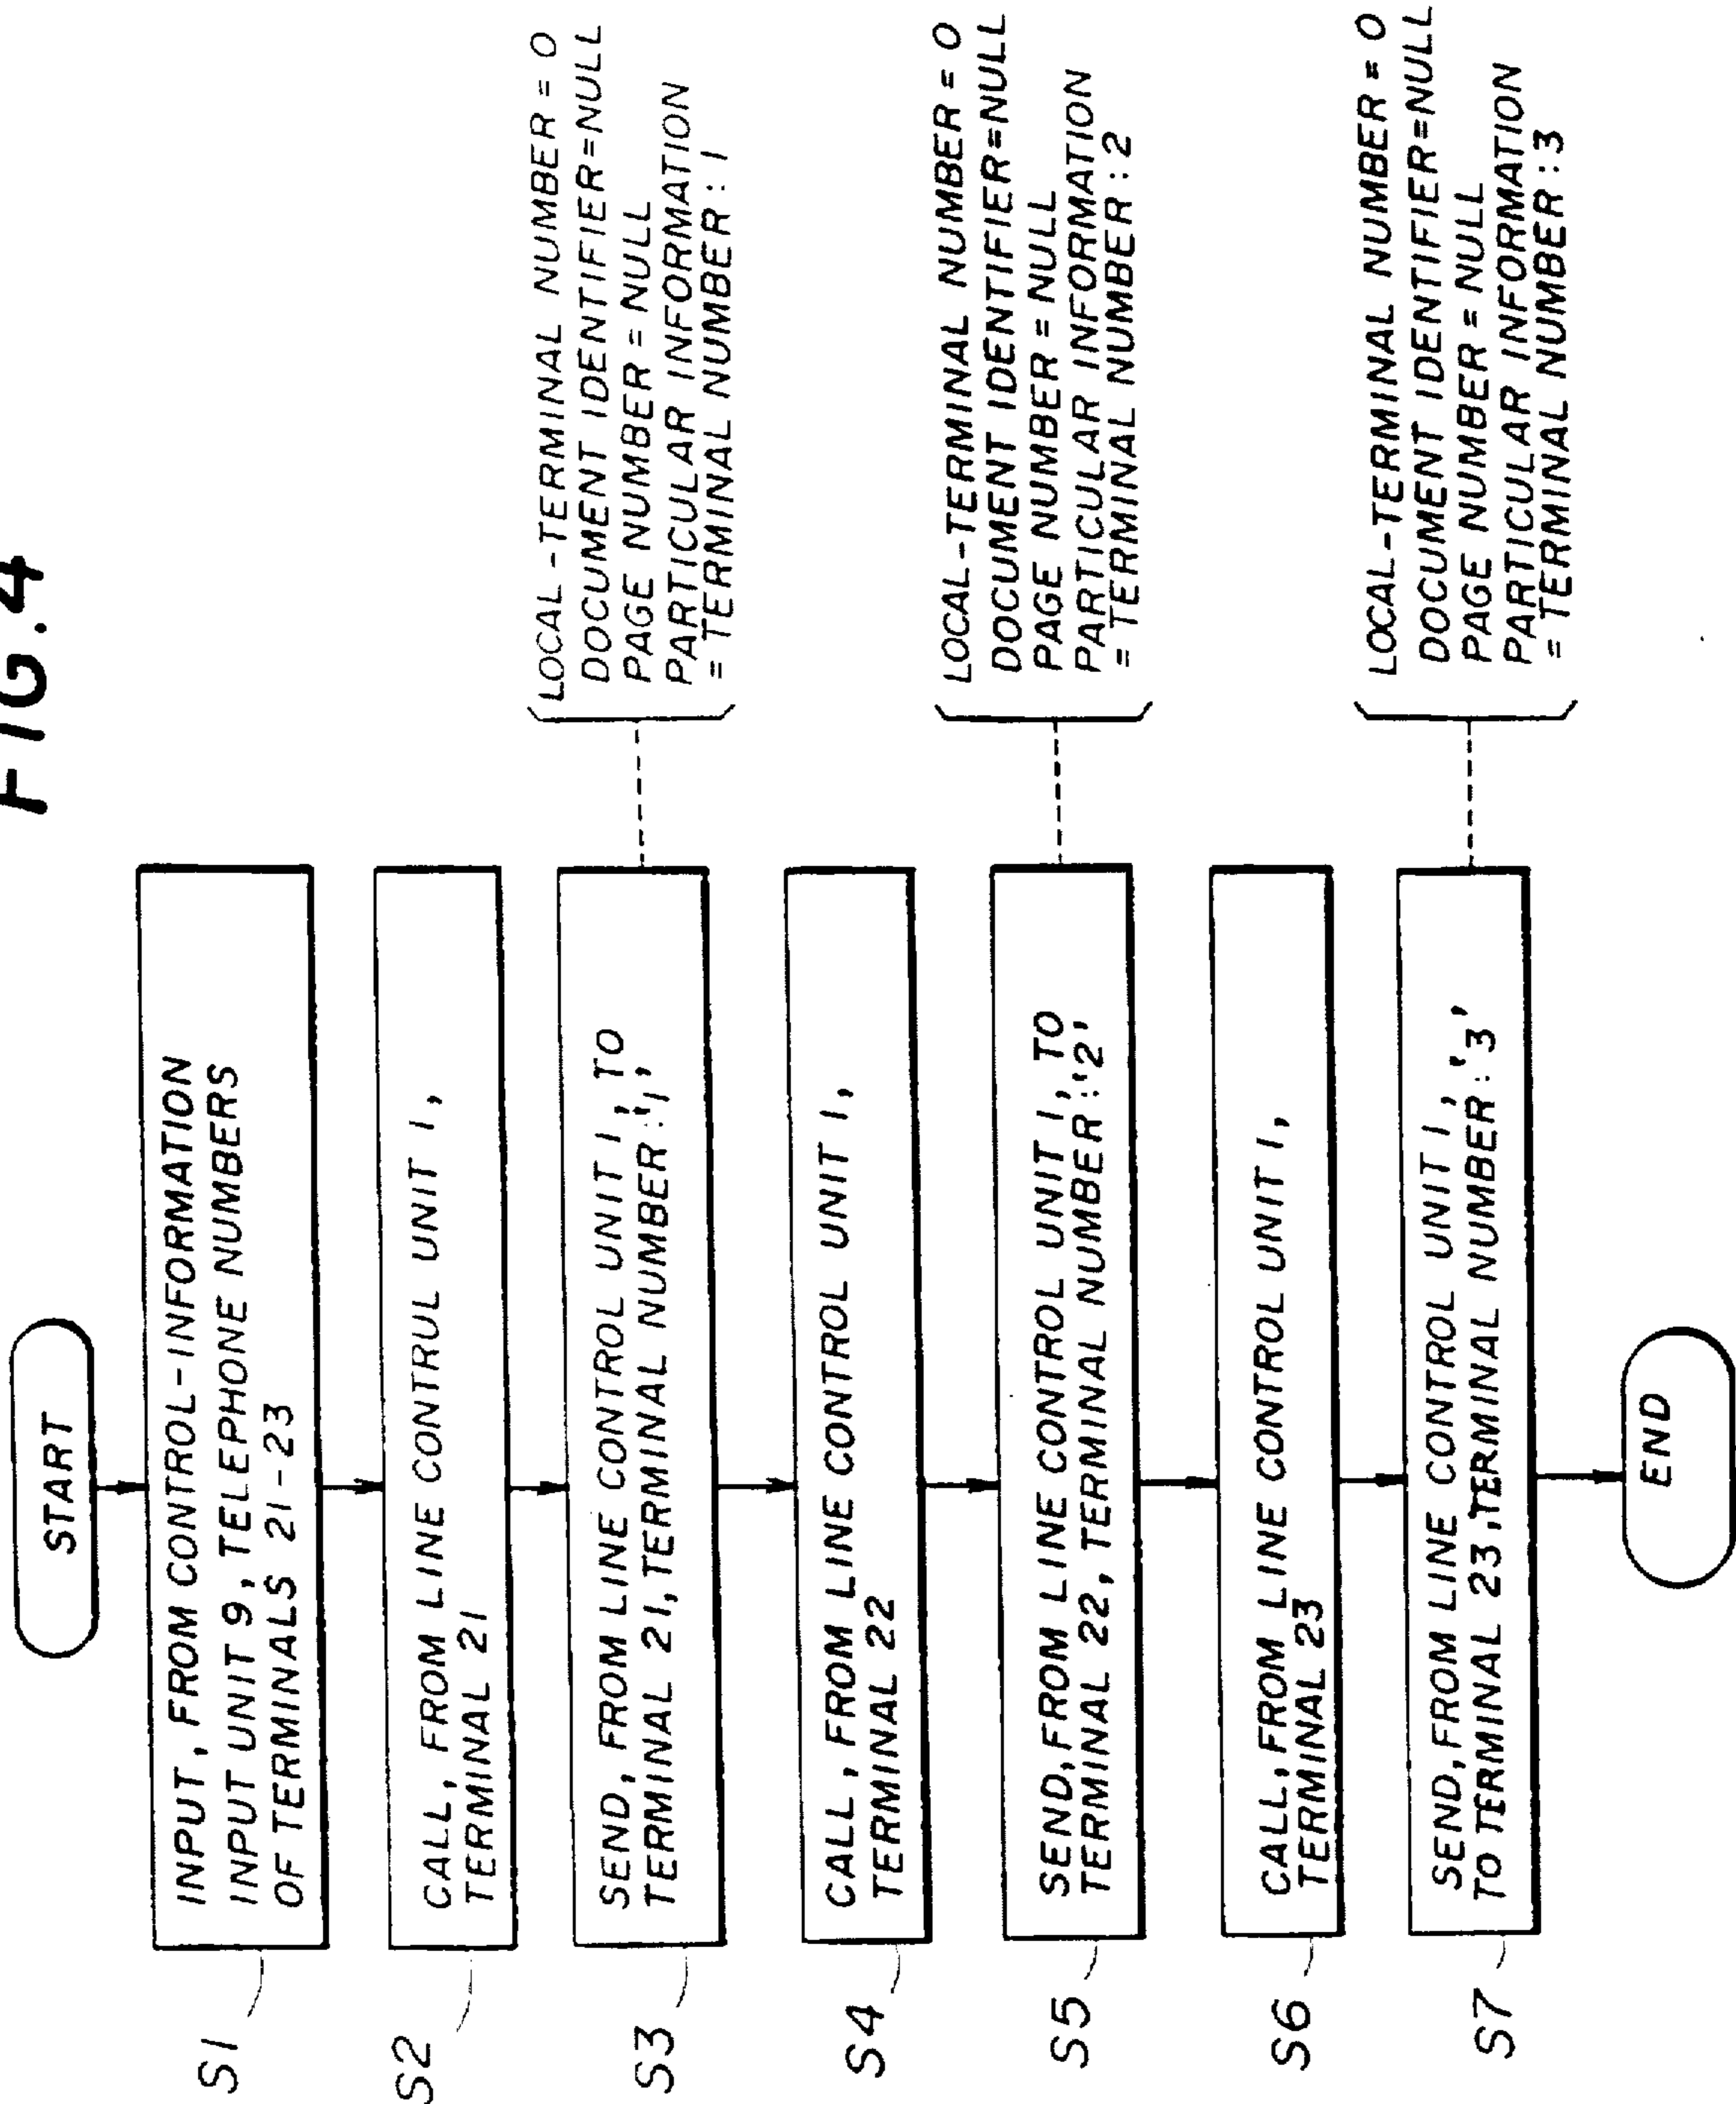 FIG.4
START
S1
INPUT, FROM CONTROL-INFORMATION
INPUT UNIT 9, TELEPHONE NUMBERS
OF TERMINALS 21-23
S2
CALL, FROM LINE CONTRUL UNIT 1,
TERMINAL 21
S3
SEND, FROM LINE CONTROL UNIT 1, TO
TERMINAL 21, TERMINAL NUMBER:'1'
LOCAL-TERMINAL NUMBER = 0
DOCUMENT IDENTIFIER=NULL
PAGE NUMBER = NULL
PARTICULAR INFORMATION
= TERMINAL NUMBER : 1
S4
CALL, FROM LINE CONTROL UNIT 1,
TERMINAL 22
S5
SEND, FROM LINE CONTROL UNIT 1, TO
TERMINAL 22, TERMINAL NUMBER:'2'
LOCAL-TERMINAL NUMBER = 0
DOCUMENT IDENTIFIER=NULL
PAGE NUMBER = NULL
PARTICULAR INFORMATION
= TERMINAL NUMBER : 2
S6
CALL, FROM LINE CONTROL UNIT 1,
TERMINAL 23
S7
SEND, FROM LINE CONTROL UNIT 1,
TO TERMINAL 23, TERMINAL NUMBER:'3'
LOCAL-TERMINAL NUMBER = 0
DOCUMENT IDENTIFIER=NULL
PAGE NUMBER = NULL
PARTICULAR INFORMATION
= TERMINAL NUMBER : 3
END